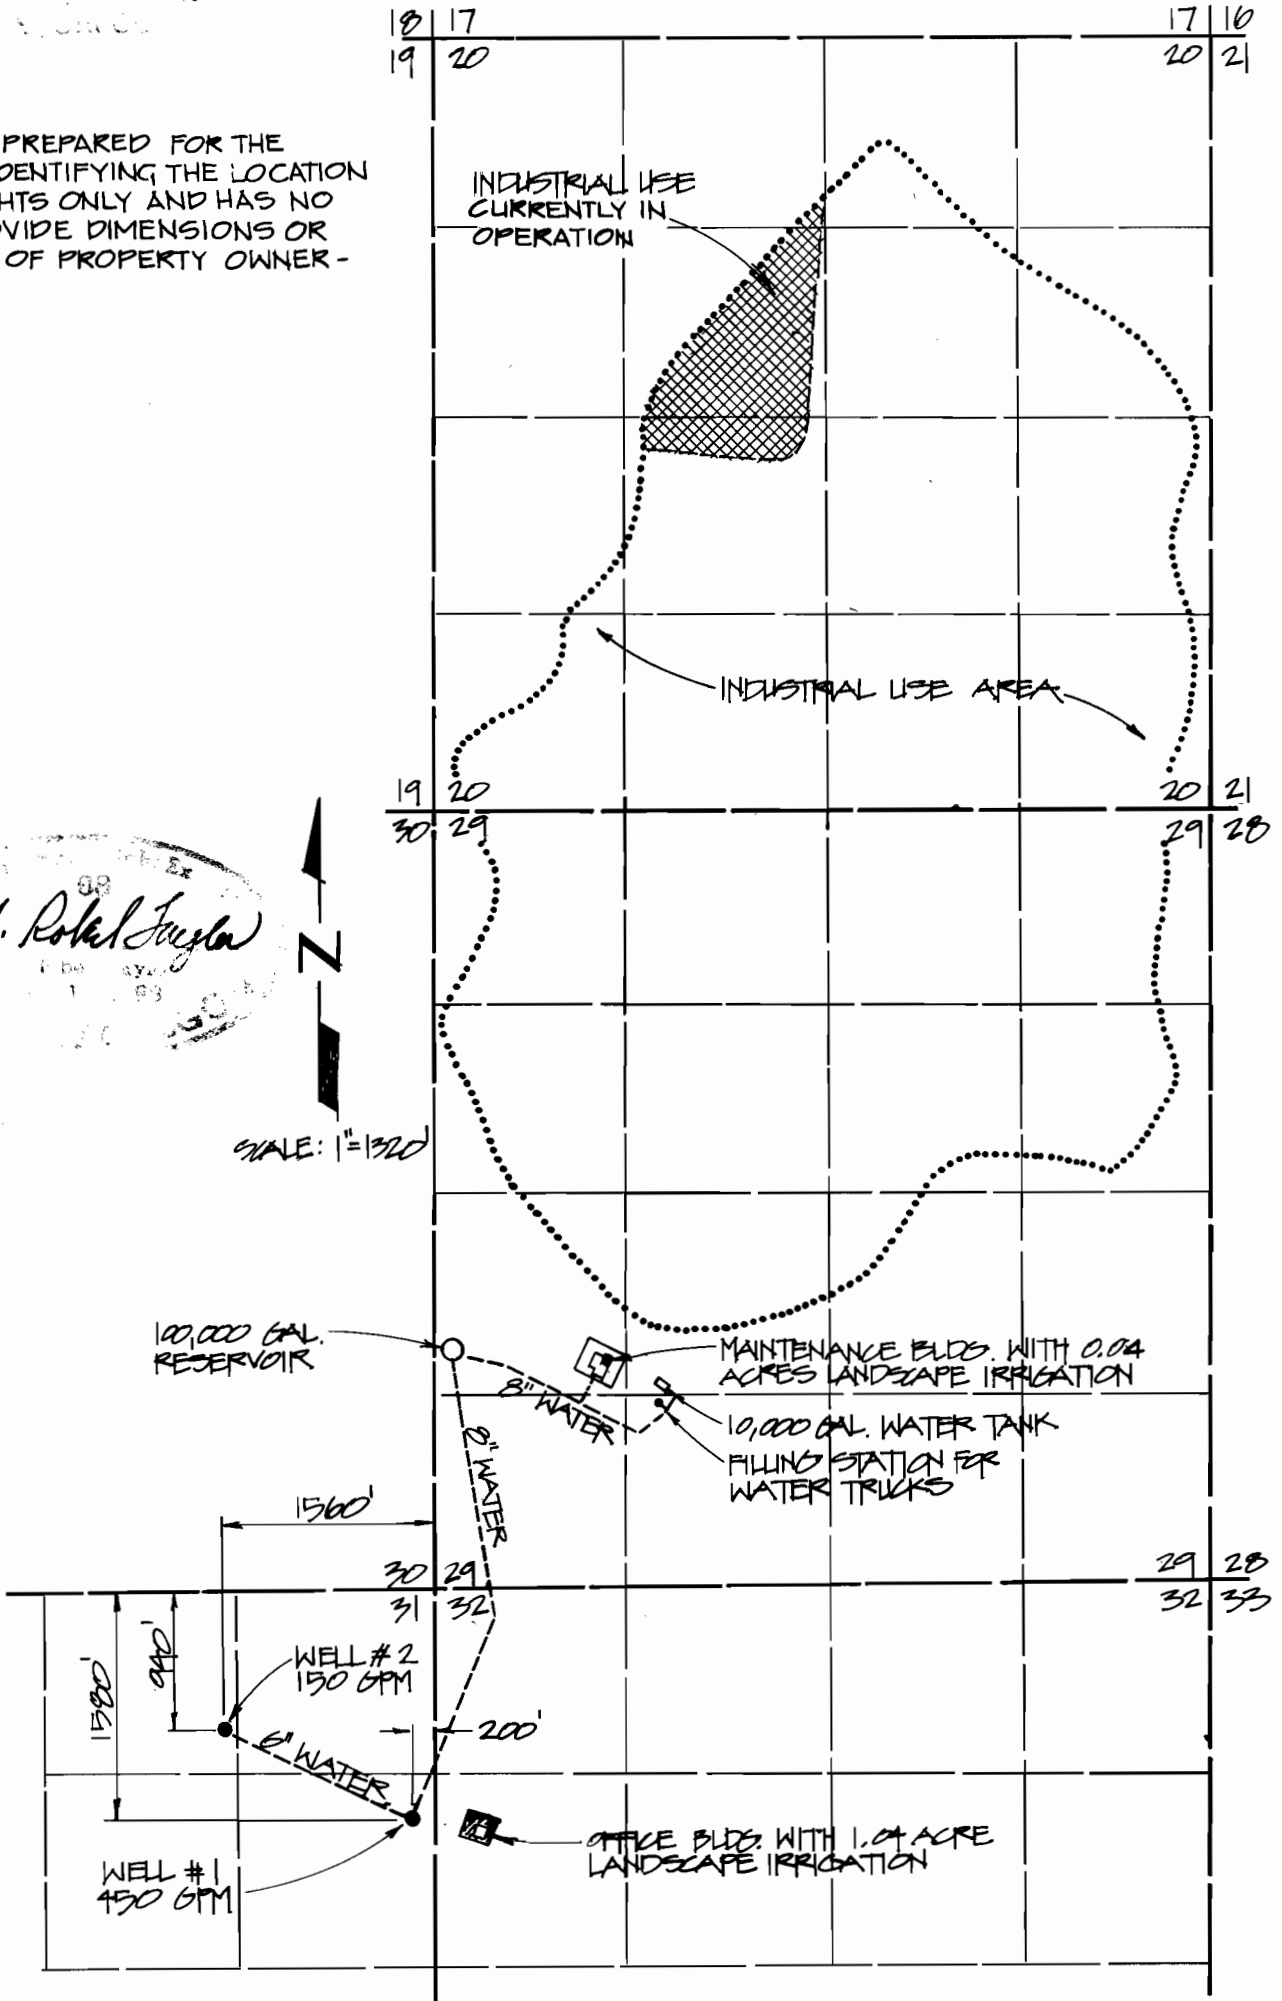 18 17
19 20
17 16
20 21
PREPARED FOR THE
DENTIFYING THE LOCATION
HTS ONLY AND HAS NO
VIDE DIMENSIONS OR
OF PROPERTY OWNER-
INDUSTRIAL USE
CURRENTLY IN
OPERATION
INDUSTRIAL USE AREA
19 20
30 29
20 21
29 28
N
SCALE: 1"=1320'
100,000 GAL.
RESERVOIR
8" WATER
MAINTENANCE BLDG. WITH 0.04
ACRES LANDSCAPE IRRIGATION
10,000 GAL. WATER TANK
FILLING STATION FOR
WATER TRUCKS
8" WATER
1560'
30 29
31 32
29 28
32 33
1580'
940'
WELL #2
150 GPM
200'
6" WATER
WELL #1
450 GPM
OFFICE BLDG. WITH 1.04 ACRE
LANDSCAPE IRRIGATION